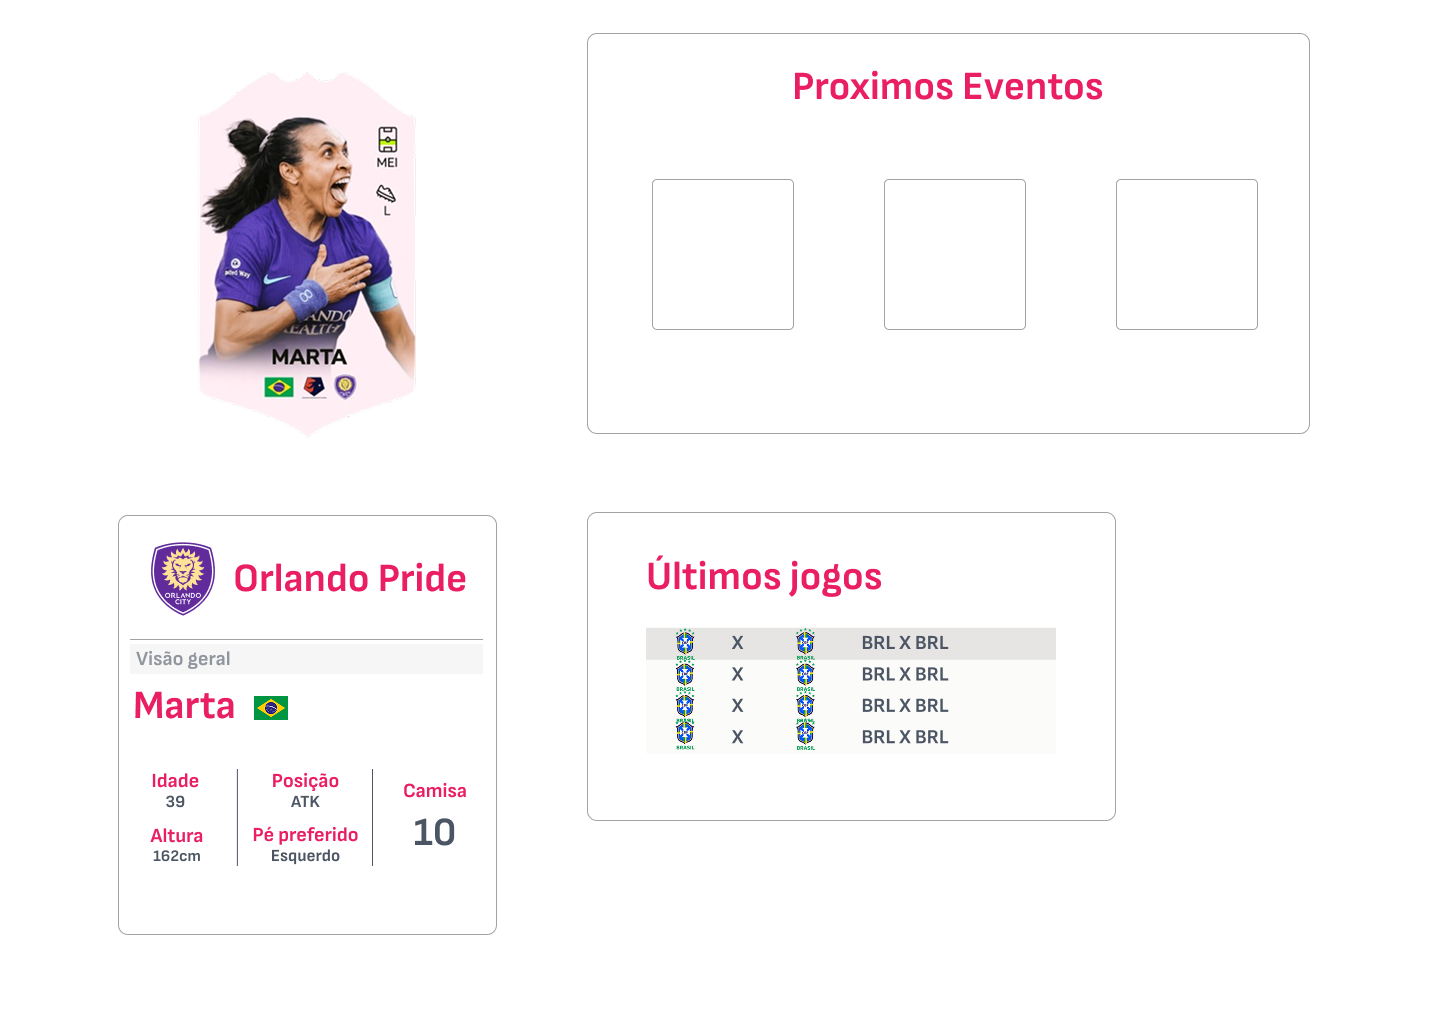 MEI
L
ANDO
EALTH
MARTA
Proximos Eventos
ORLANDO
CITY
Orlando Pride
Visão geral
Marta
Idade
39
Altura
162cm
Posição
ATK
Pé preferido
Esquerdo
Camisa
10
Últimos jogos
BRASIL X BRASIL BRL X BRL
BRASIL X BRASIL BRL X BRL
BRASIL X BRASIL BRL X BRL
BRASIL X BRASIL BRL X BRL